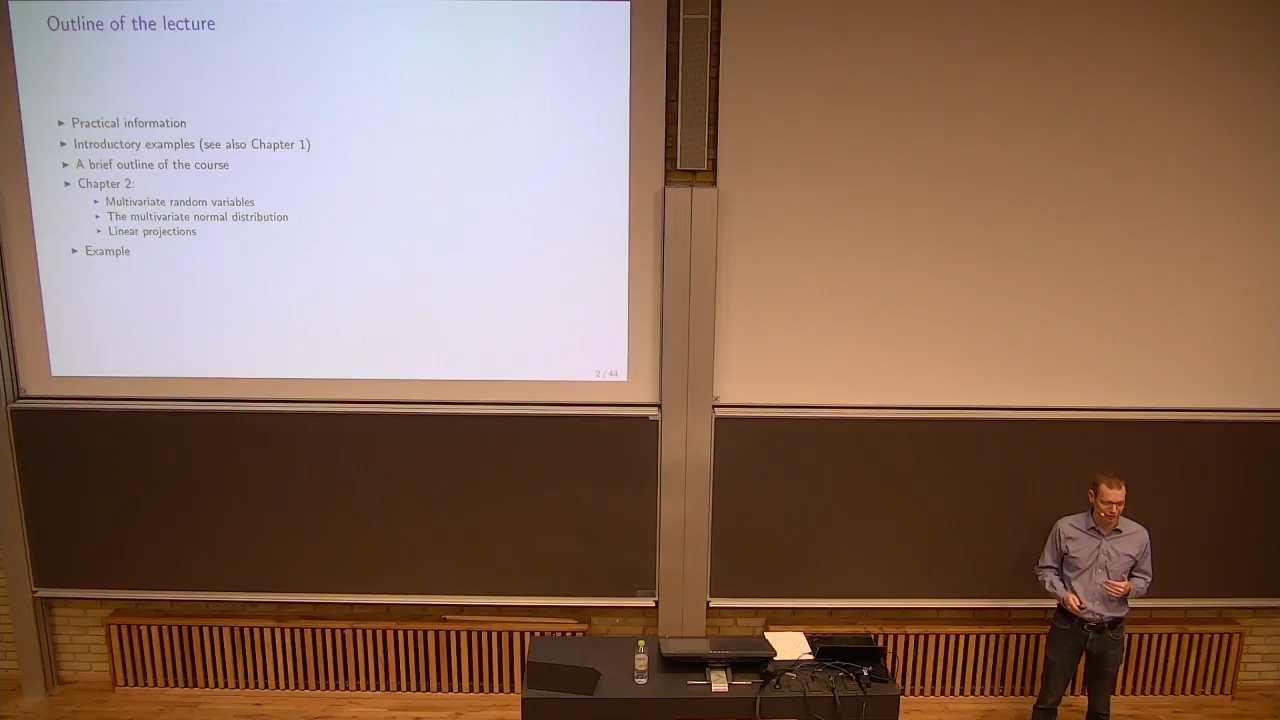 Outline of the lecture
▶ Practical information
▶ Introductory examples (see also Chapter 1)
▶ A brief outline of the course
▶ Chapter 2:
▶ Multivariate random variables
▶ The multivariate normal distribution
▶ Linear projections
▶ Example
2 / 44